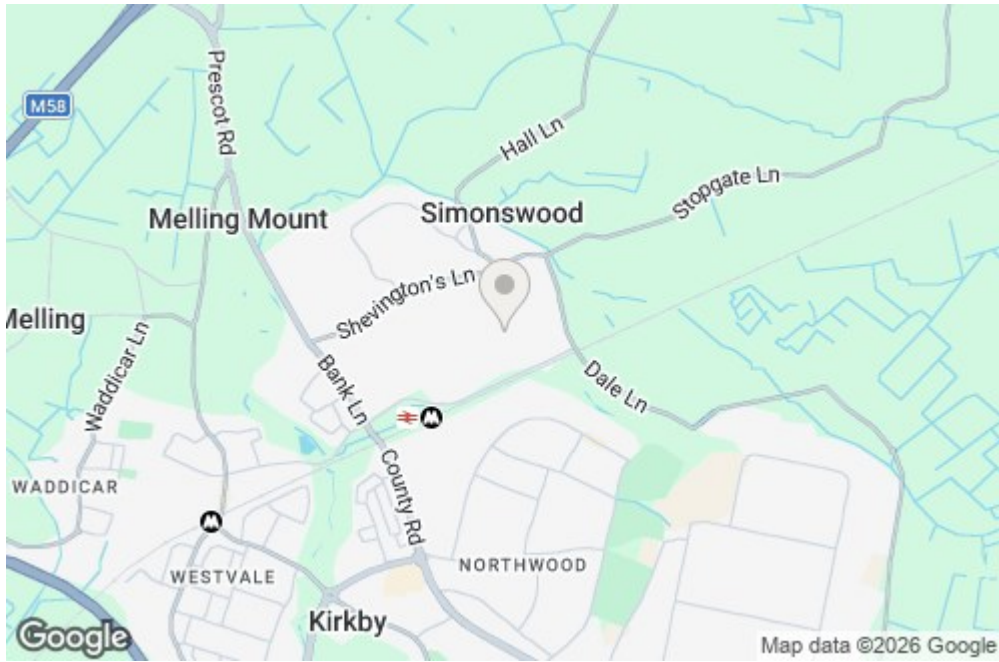 M58
Prescot Rd
Hall Ln
Stopgate Ln
Melling Mount
Simonswood
Shevington's Ln
Melling
Waddicar Ln
Bank Ln
Dale Ln
County Rd
WADDICAR
WESTVALE
NORTHWOOD
Kirkby
Google
Map data ©2026 Google